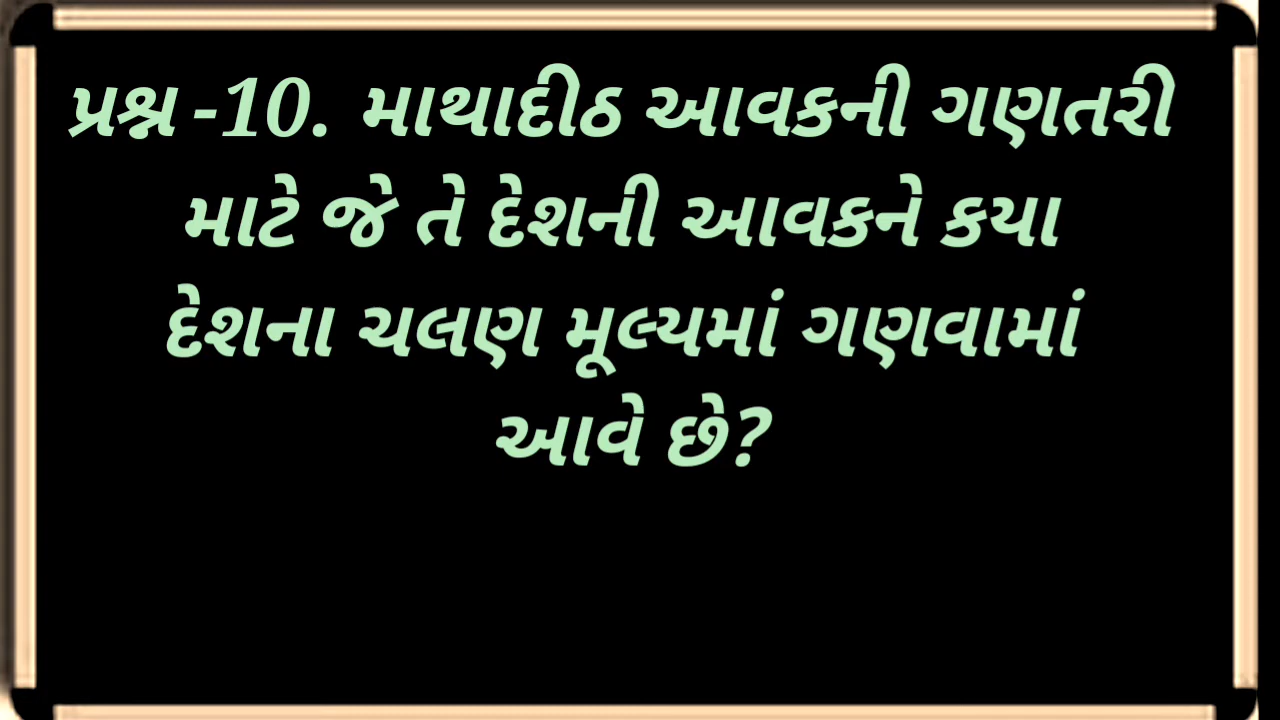 પ્રશ્ન -10. માથાદીઠ આવકની ગણતરી
માટે જે તે દેશની આવકને કયા
દેશના ચલણ મૂલ્યમાં ગણવામાં
આવે છે?